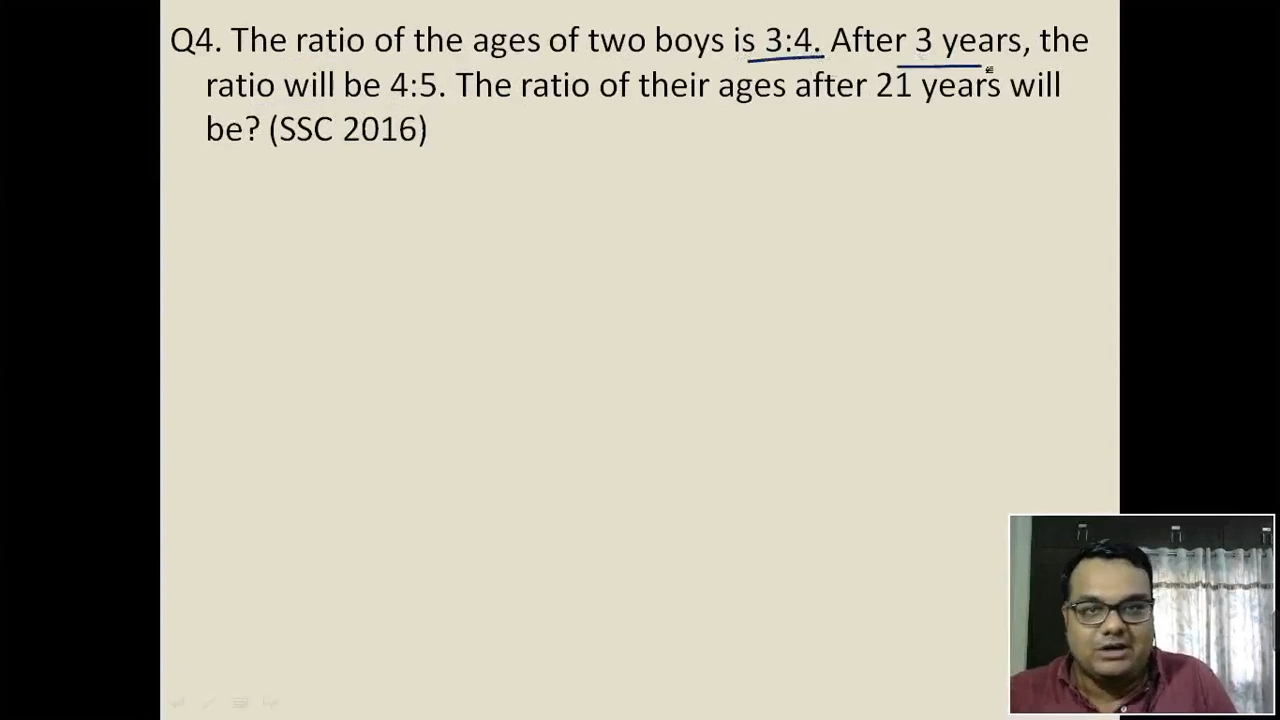 Q4. The ratio of the ages of two boys is 3:4. After 3 years, the
ratio will be 4:5. The ratio of their ages after 21 years will
be? (SSC 2016)